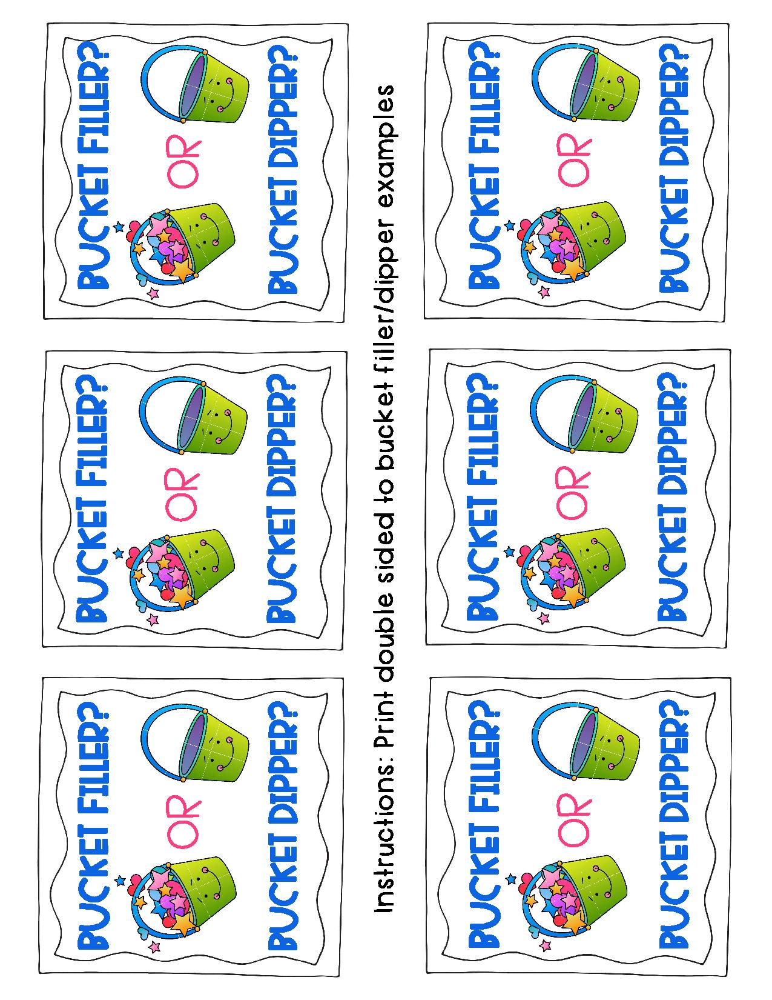 BUCKET FILLER?
OR
BUCKET DIPPER?
BUCKET FILLER?
OR
BUCKET DIPPER?
BUCKET FILLER?
OR
BUCKET DIPPER?
Instructions: Print double sided to bucket filler/dipper examples
BUCKET FILLER?
OR
BUCKET DIPPER?
BUCKET FILLER?
OR
BUCKET DIPPER?
BUCKET FILLER?
OR
BUCKET DIPPER?